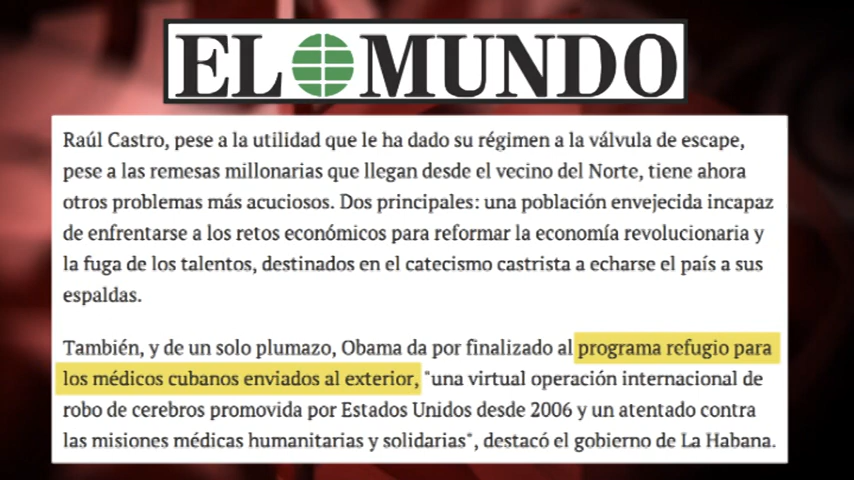 EL MUNDO
Raúl Castro, pese a la utilidad que le ha dado su régimen a la válvula de escape,
pese a las remesas millonarias que llegan desde el vecino del Norte, tiene ahora
otros problemas más acuciosos. Dos principales: una población envejecida incapaz
de enfrentarse a los retos económicos para reformar la economía revolucionaria y
la fuga de los talentos, destinados en el catecismo castrista a echarse el país a sus
espaldas.
También, y de un solo plumazo, Obama da por finalizado al programa refugio para
los médicos cubanos enviados al exterior, "una virtual operación internacional de
robo de cerebros promovida por Estados Unidos desde 2006 y un atentado contra
las misiones médicas humanitarias y solidarias", destacó el gobierno de La Habana.